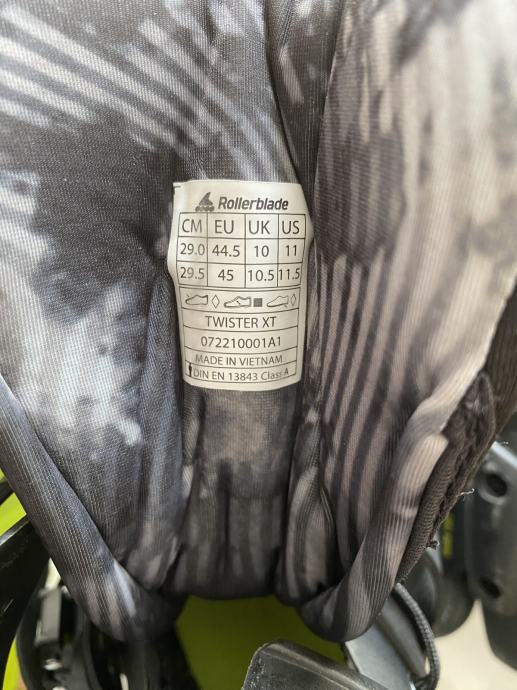 Rollerblade
CM EU UK US
29.0 44.5 10 11
29.5 45 10.5 11.5
TWISTER XT
072210001A1
MADE IN VIETNAM
DIN EN 13843 Class A